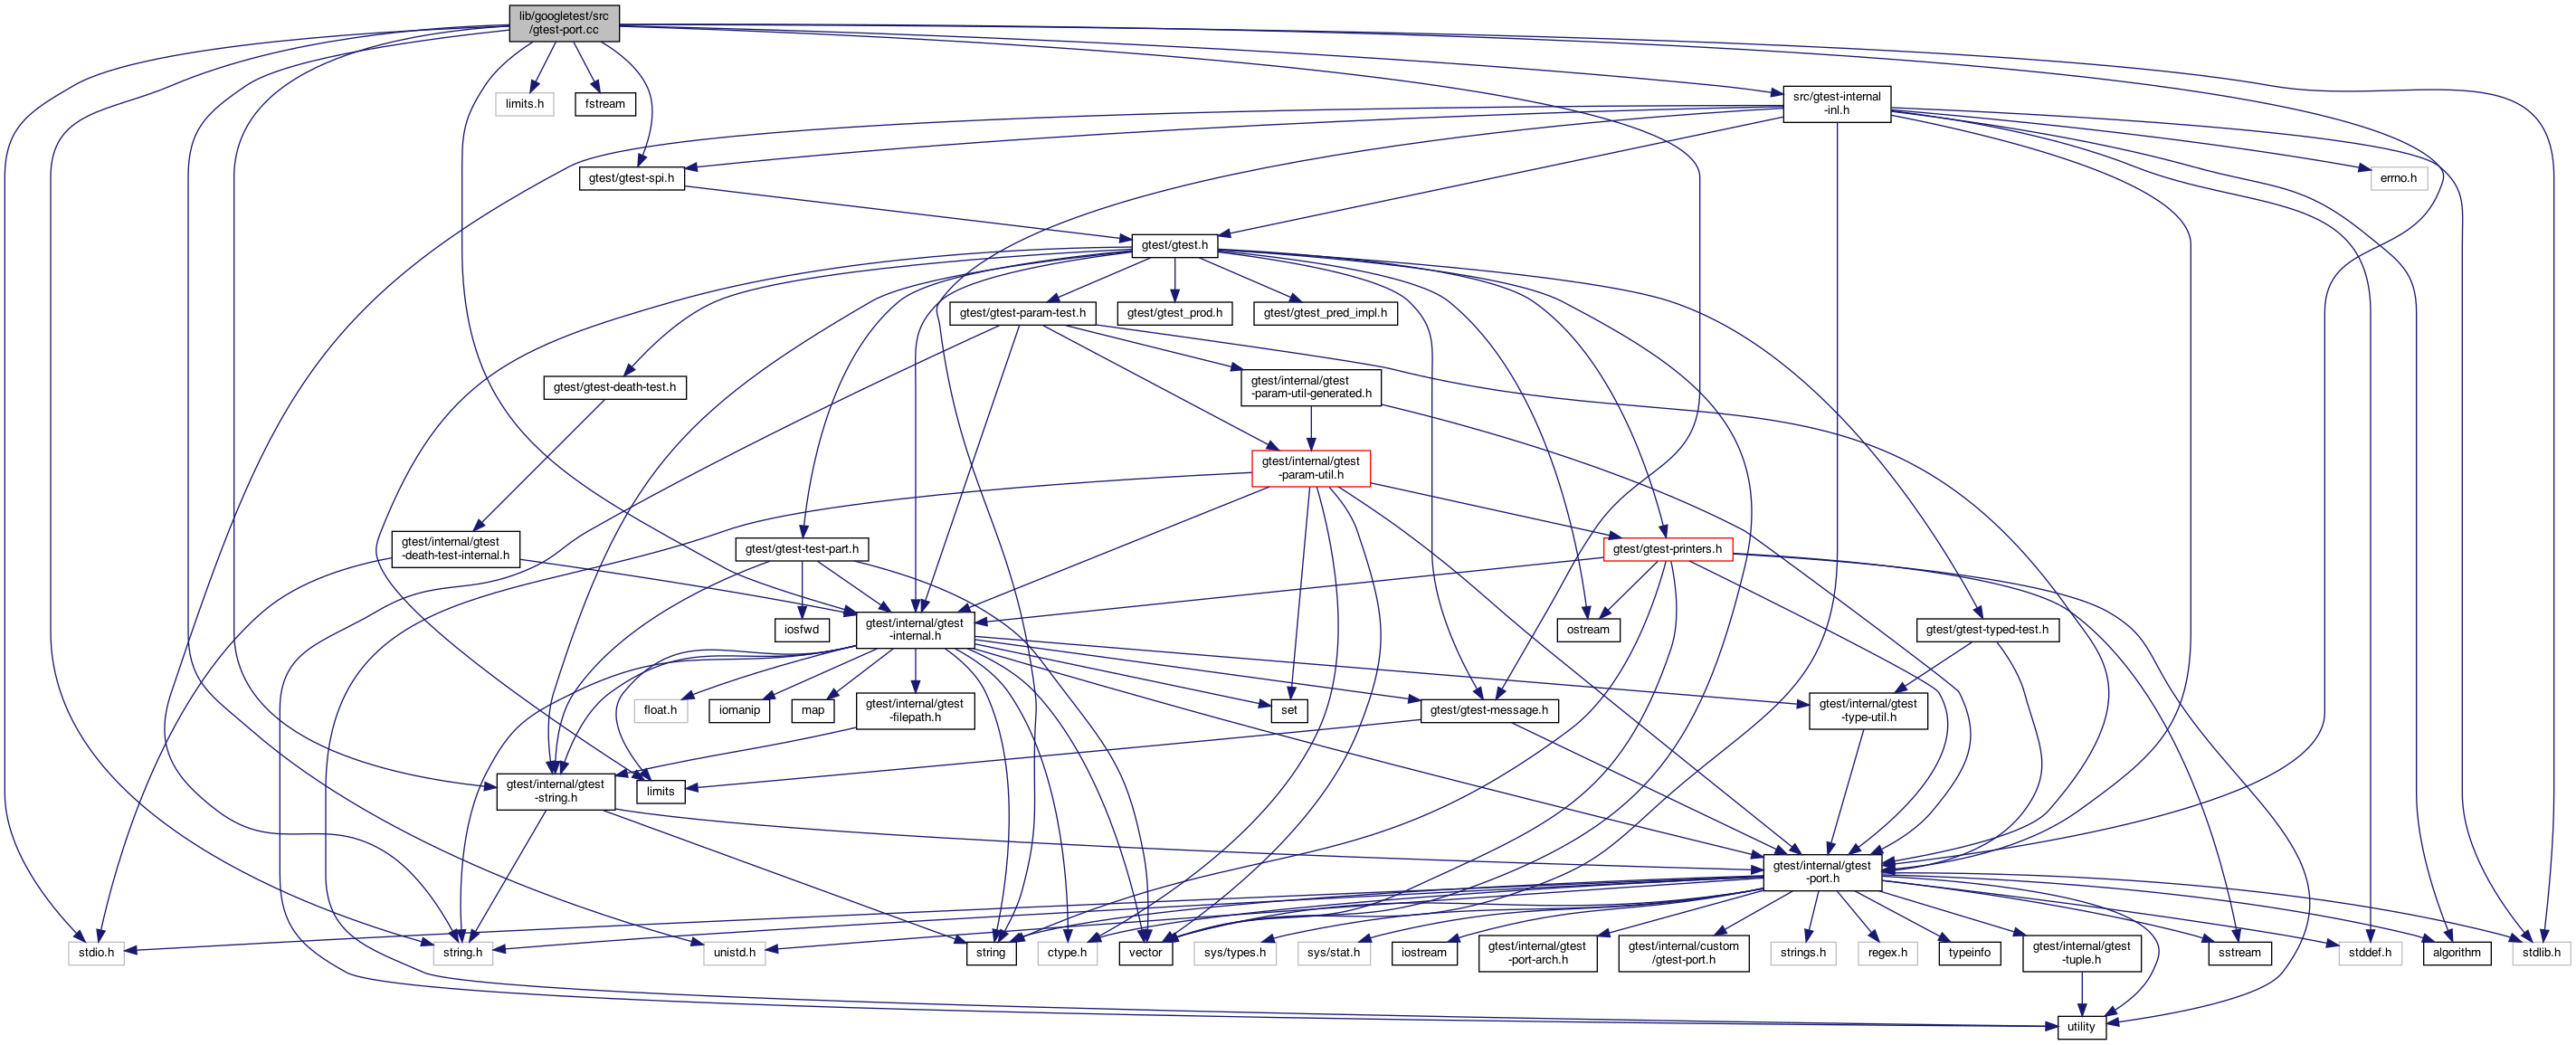 lib/googletest/src
/gtest-port.cc
limits.h
fstream
src/gtest-internal
-inl.h
gtest/gtest-spi.h
errno.h
gtest/gtest.h
gtest/gtest-param-test.h
gtest/gtest_prod.h
gtest/gtest_pred_impl.h
gtest/gtest-death-test.h
gtest/internal/gtest
-param-util-generated.h
gtest/internal/gtest
-param-util.h
gtest/internal/gtest
-death-test-internal.h
gtest/gtest-test-part.h
gtest/gtest-printers.h
iosfwd
gtest/internal/gtest
-internal.h
ostream
gtest/gtest-typed-test.h
float.h
iomanip
map
gtest/internal/gtest
-filepath.h
set
gtest/gtest-message.h
gtest/internal/gtest
-type-util.h
gtest/internal/gtest
-string.h
limits
gtest/internal/gtest
-port.h
stdio.h
string.h
unistd.h
string
ctype.h
vector
sys/types.h
sys/stat.h
iostream
gtest/internal/gtest
-port-arch.h
gtest/internal/custom
/gtest-port.h
strings.h
regex.h
typeinfo
gtest/internal/gtest
-tuple.h
sstream
stddef.h
algorithm
stdlib.h
utility